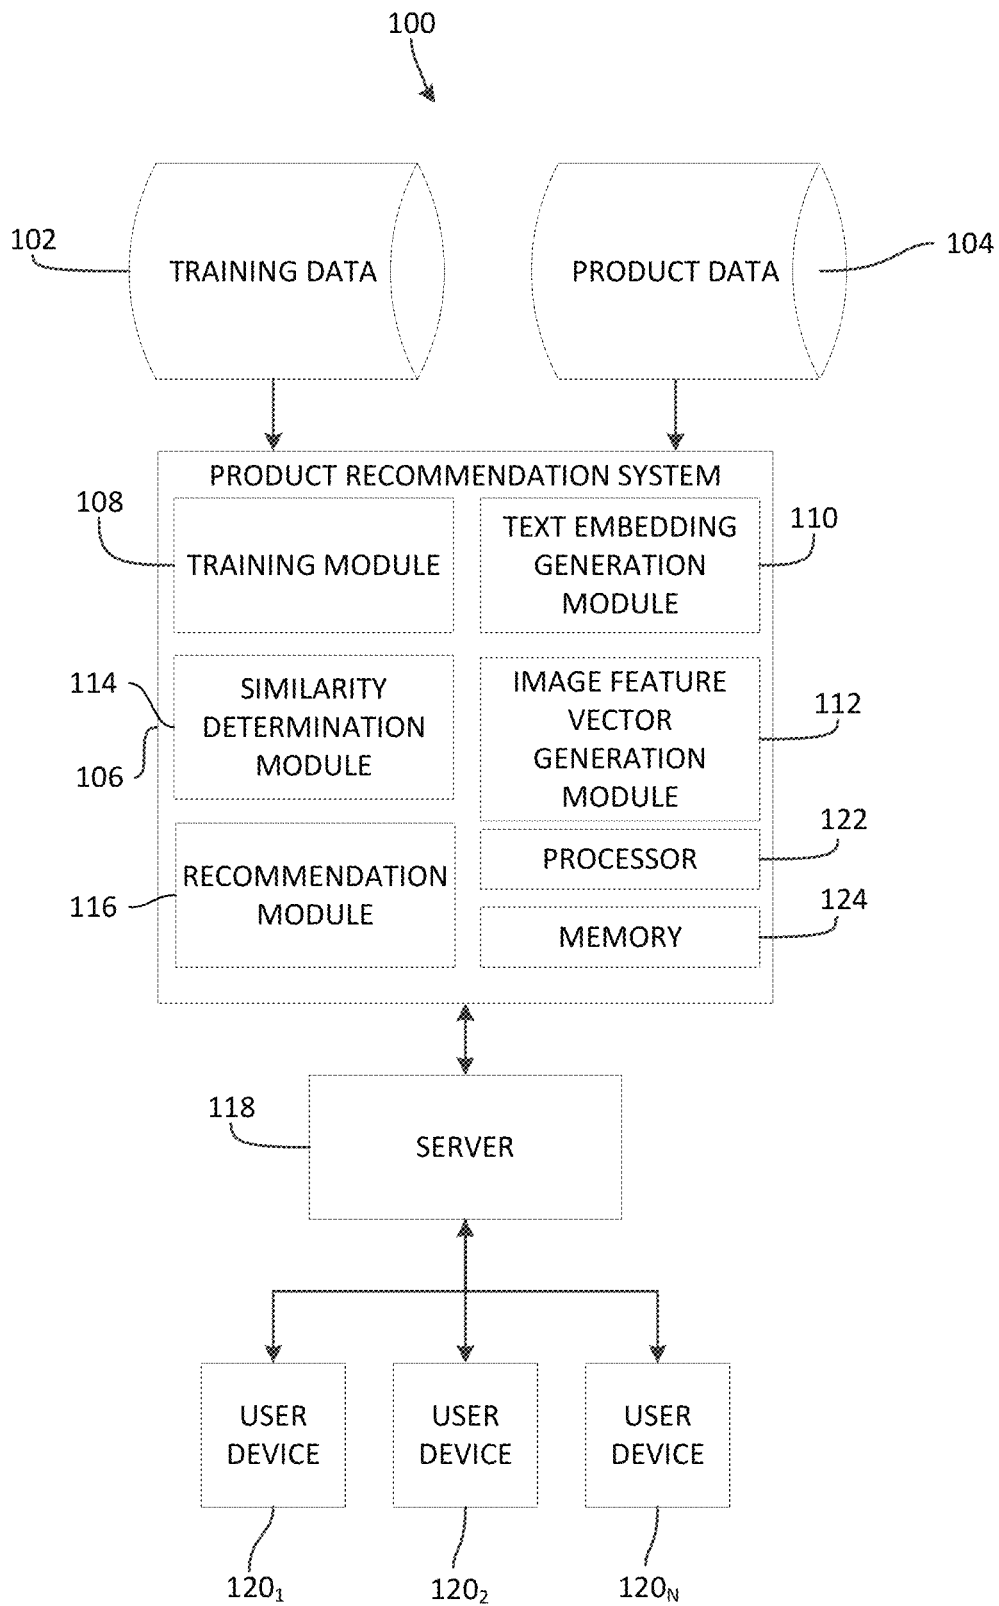 100
102
TRAINING DATA
PRODUCT DATA
104
PRODUCT RECOMMENDATION SYSTEM
108
TRAINING MODULE
TEXT EMBEDDING
GENERATION
MODULE
110
114
106
SIMILARITY
DETERMINATION
MODULE
IMAGE FEATURE
VECTOR
GENERATION
MODULE
112
116
RECOMMENDATION
MODULE
PROCESSOR
122
MEMORY
124
118
SERVER
USER
DEVICE
USER
DEVICE
USER
DEVICE
120₁
120₂
120ₙ